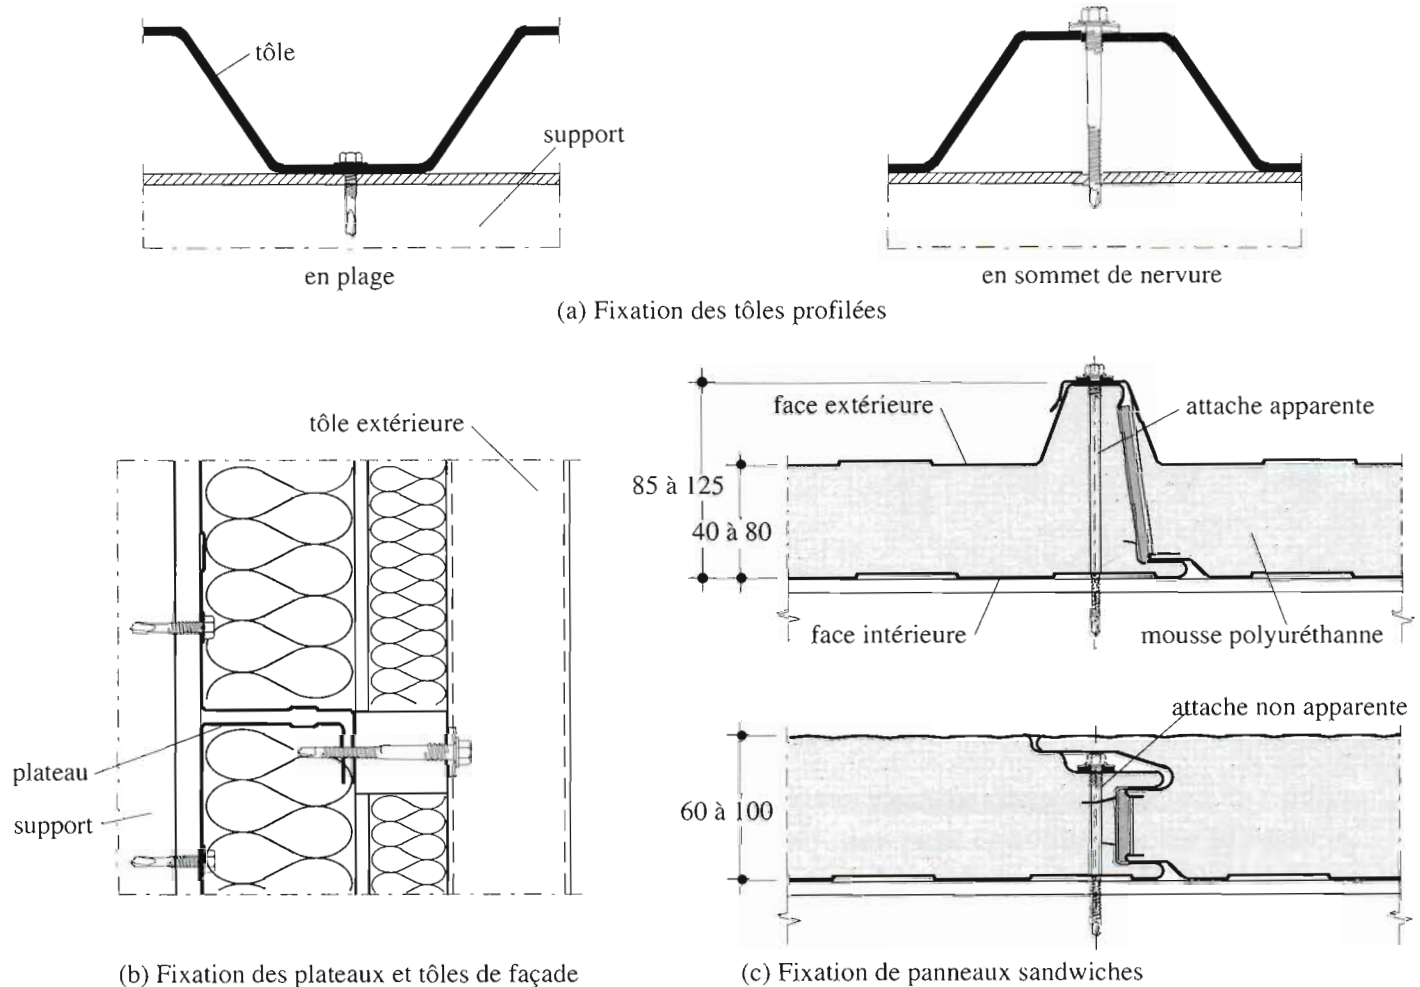 tôle
support
en plage
en sommet de nervure
(a) Fixation des tôles profilées
tôle extérieure
plateau
support
(b) Fixation des plateaux et tôles de façade
face extérieure
attache apparente
85 à 125
40 à 80
face intérieure
mousse polyuréthanne
attache non apparente
60 à 100
(c) Fixation de panneaux sandwiches